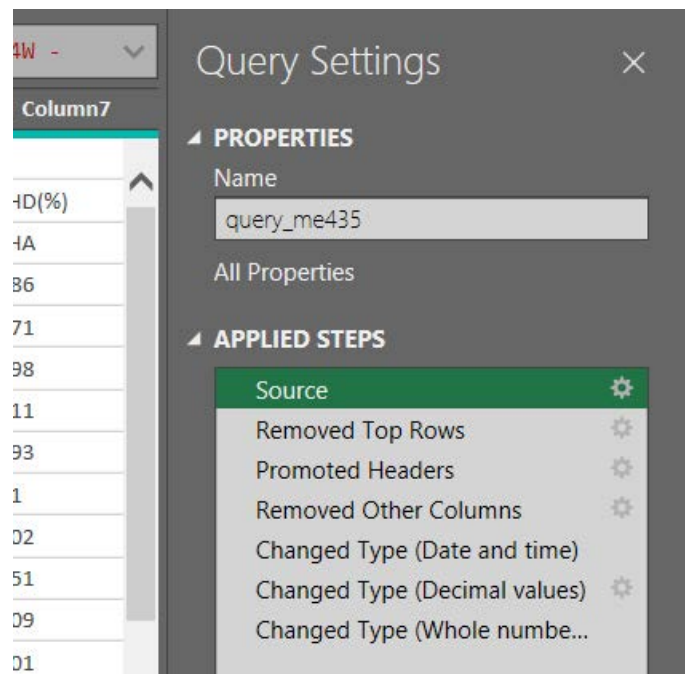 4W -
Column7
HD(%)
HA
86
71
98
11
93
1
02
51
09
01
Query Settings
PROPERTIES
Name
query_me435
All Properties
APPLIED STEPS
Source
Removed Top Rows
Promoted Headers
Removed Other Columns
Changed Type (Date and time)
Changed Type (Decimal values)
Changed Type (Whole numbe...